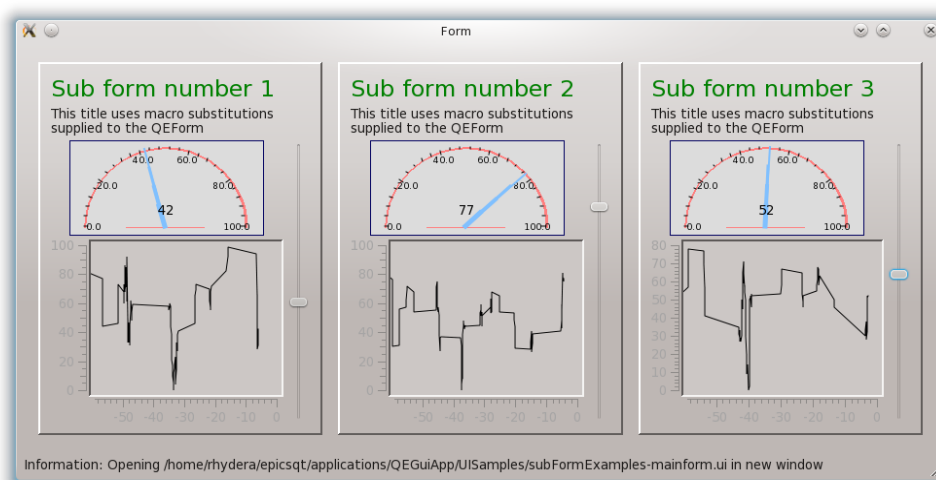 Form
Sub form number 1
This title uses macro substitutions
supplied to the QEForm
40.0 60.0
20.0 80.0
42
0.0 100.0
100
80
60
40
20
0
-50 -40 -30 -20 -10 0
Sub form number 2
This title uses macro substitutions
supplied to the QEForm
40.0 60.0
20.0 80.0
77
0.0 100.0
100
80
60
40
20
0
-50 -40 -30 -20 -10 0
Sub form number 3
This title uses macro substitutions
supplied to the QEForm
40.0 60.0
20.0 80.0
52
0.0 100.0
80
70
60
50
40
30
20
10
0
-50 -40 -30 -20 -10 0
Information: Opening /home/rhydera/epicsqt/applications/QEGuiApp/UISamples/subFormExamples-mainform.ui in new window